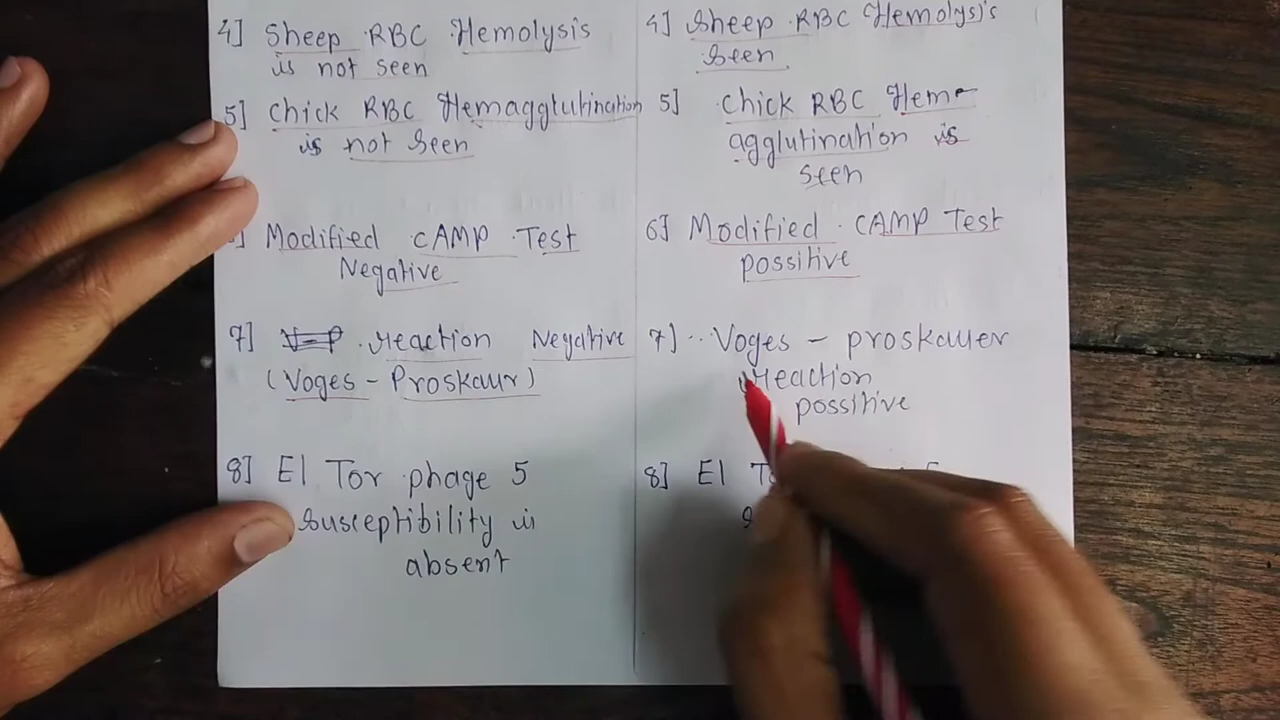 4] Sheep RBC Hemolysis
is not seen
5] Chick RBC Hemagglutination
is not seen
] Modified CAMP Test
Negative
7] V-P reaction Negative
(Voges - Proskaur)
8] El Tor phage 5
susceptibility is
absent
4] Sheep RBC Hemolysis
seen
5] Chick RBC Hem-
agglutination is
seen
6] Modified CAMP Test
possitive
7] Voges - proskauer
reaction
possitive
8] El